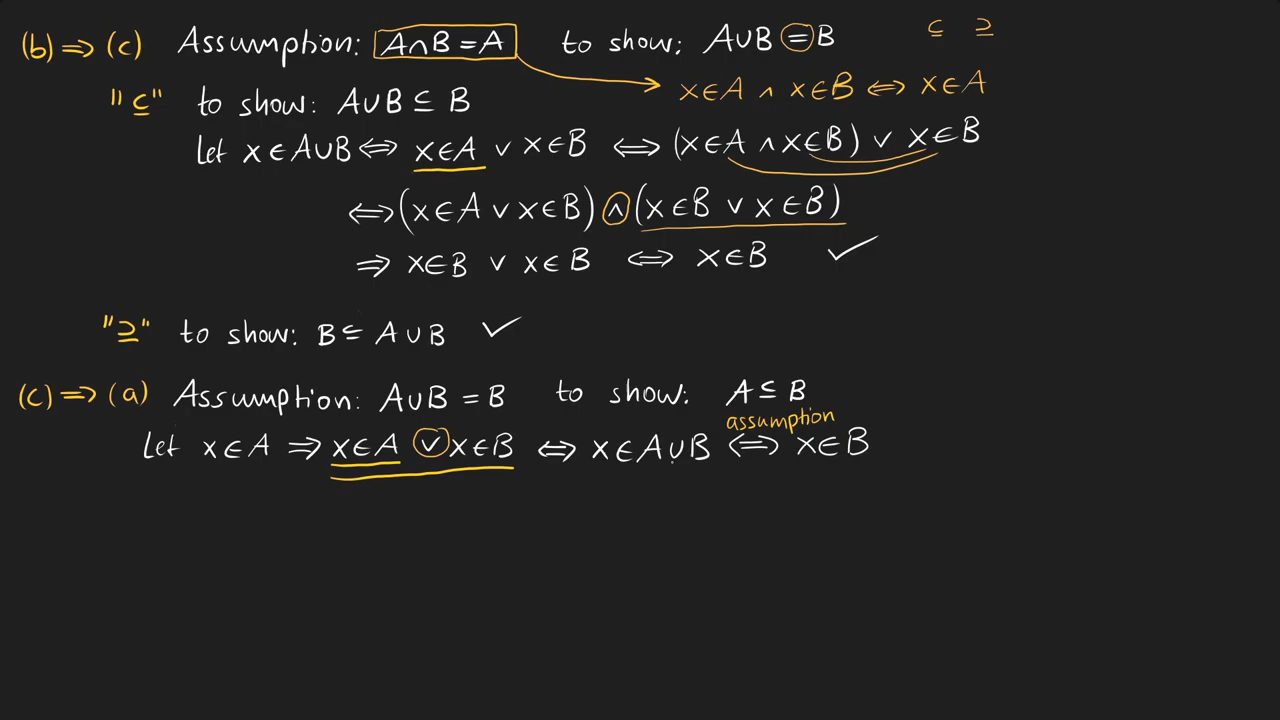 (b) ⟹ (c) Assumption: A∩B = A to show: A∪B = B ⊆ ⊇
x∈A ∧ x∈B ⟺ x∈A
"⊆" to show: A∪B ⊆ B
Let x∈A∪B ⟺ x∈A ∨ x∈B ⟺ (x∈A ∧ x∈B) ∨ x∈B
⟺ (x∈A ∨ x∈B) ∧ (x∈B ∨ x∈B)
⟹ x∈B ∨ x∈B ⟺ x∈B ✓
"⊇" to show: B ⊆ A∪B ✓
(c) ⟹ (a) Assumption: A∪B = B to show: A ⊆ B
assumption
Let x∈A ⟹ x∈A ∨ x∈B ⟺ x∈A∪B ⟺ x∈B